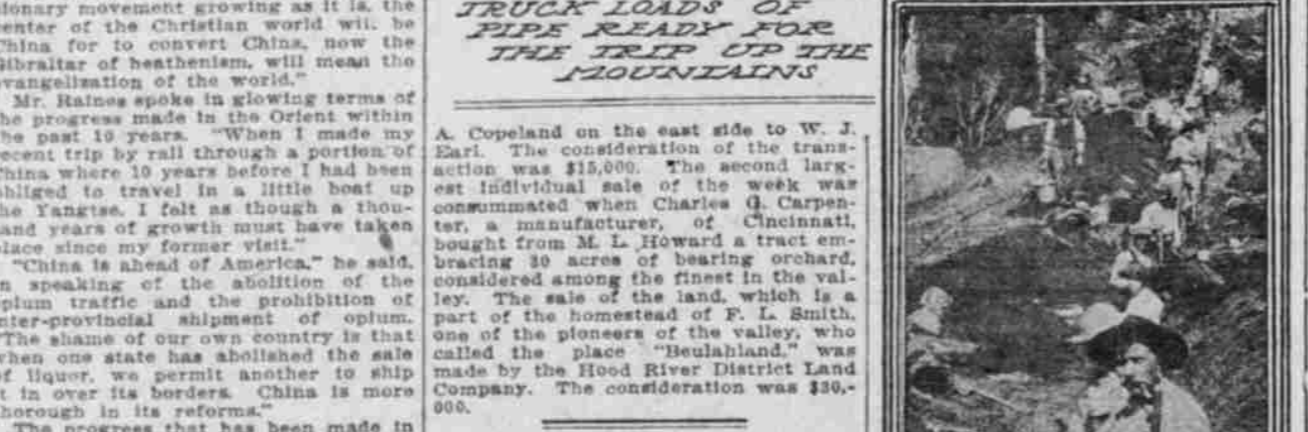 sionary movement growing as it is, the
center of the Christian world will be
China for to convert China, now the
Gibraltar of heathenism, will mean the
evangelization of the world."
Mr. Raines spoke in glowing terms of
the progress made in the Orient within
the past 10 years. "When I made my
recent trip by rail through a portion of
China where 10 years before I had been
obliged to travel in a little boat up
the Yangtse, I felt as though a thou-
sand years of growth must have taken
place since my former visit."
"China is ahead of America," he said,
in speaking of the abolition of the
opium traffic and the prohibition of
inter-provincial shipment of opium.
"The shame of our own country is that
when one state has abolished the sale
of liquor, we permit another to ship
it in over its borders. China is more
thorough in its reforms."
The progress that has been made in
TRUCK LOADS OF
PIPE READY FOR
THE TRIP UP THE
MOUNTAINS
A. Copeland on the east side to W. J.
Earl. The consideration of the trans-
action was $15,000. The second larg-
est individual sale of the week was
consummated when Charles G. Carpen-
ter, a manufacturer, of Cincinnati,
bought from M. L. Howard a tract em-
bracing 30 acres of bearing orchard,
considered among the finest in the val-
ley. The sale of the land, which is a
part of the homestead of F. L. Smith,
one of the pioneers of the valley, who
called the place "Beulahland," was
made by the Hood River District Land
Company. The consideration was $30,-
000.